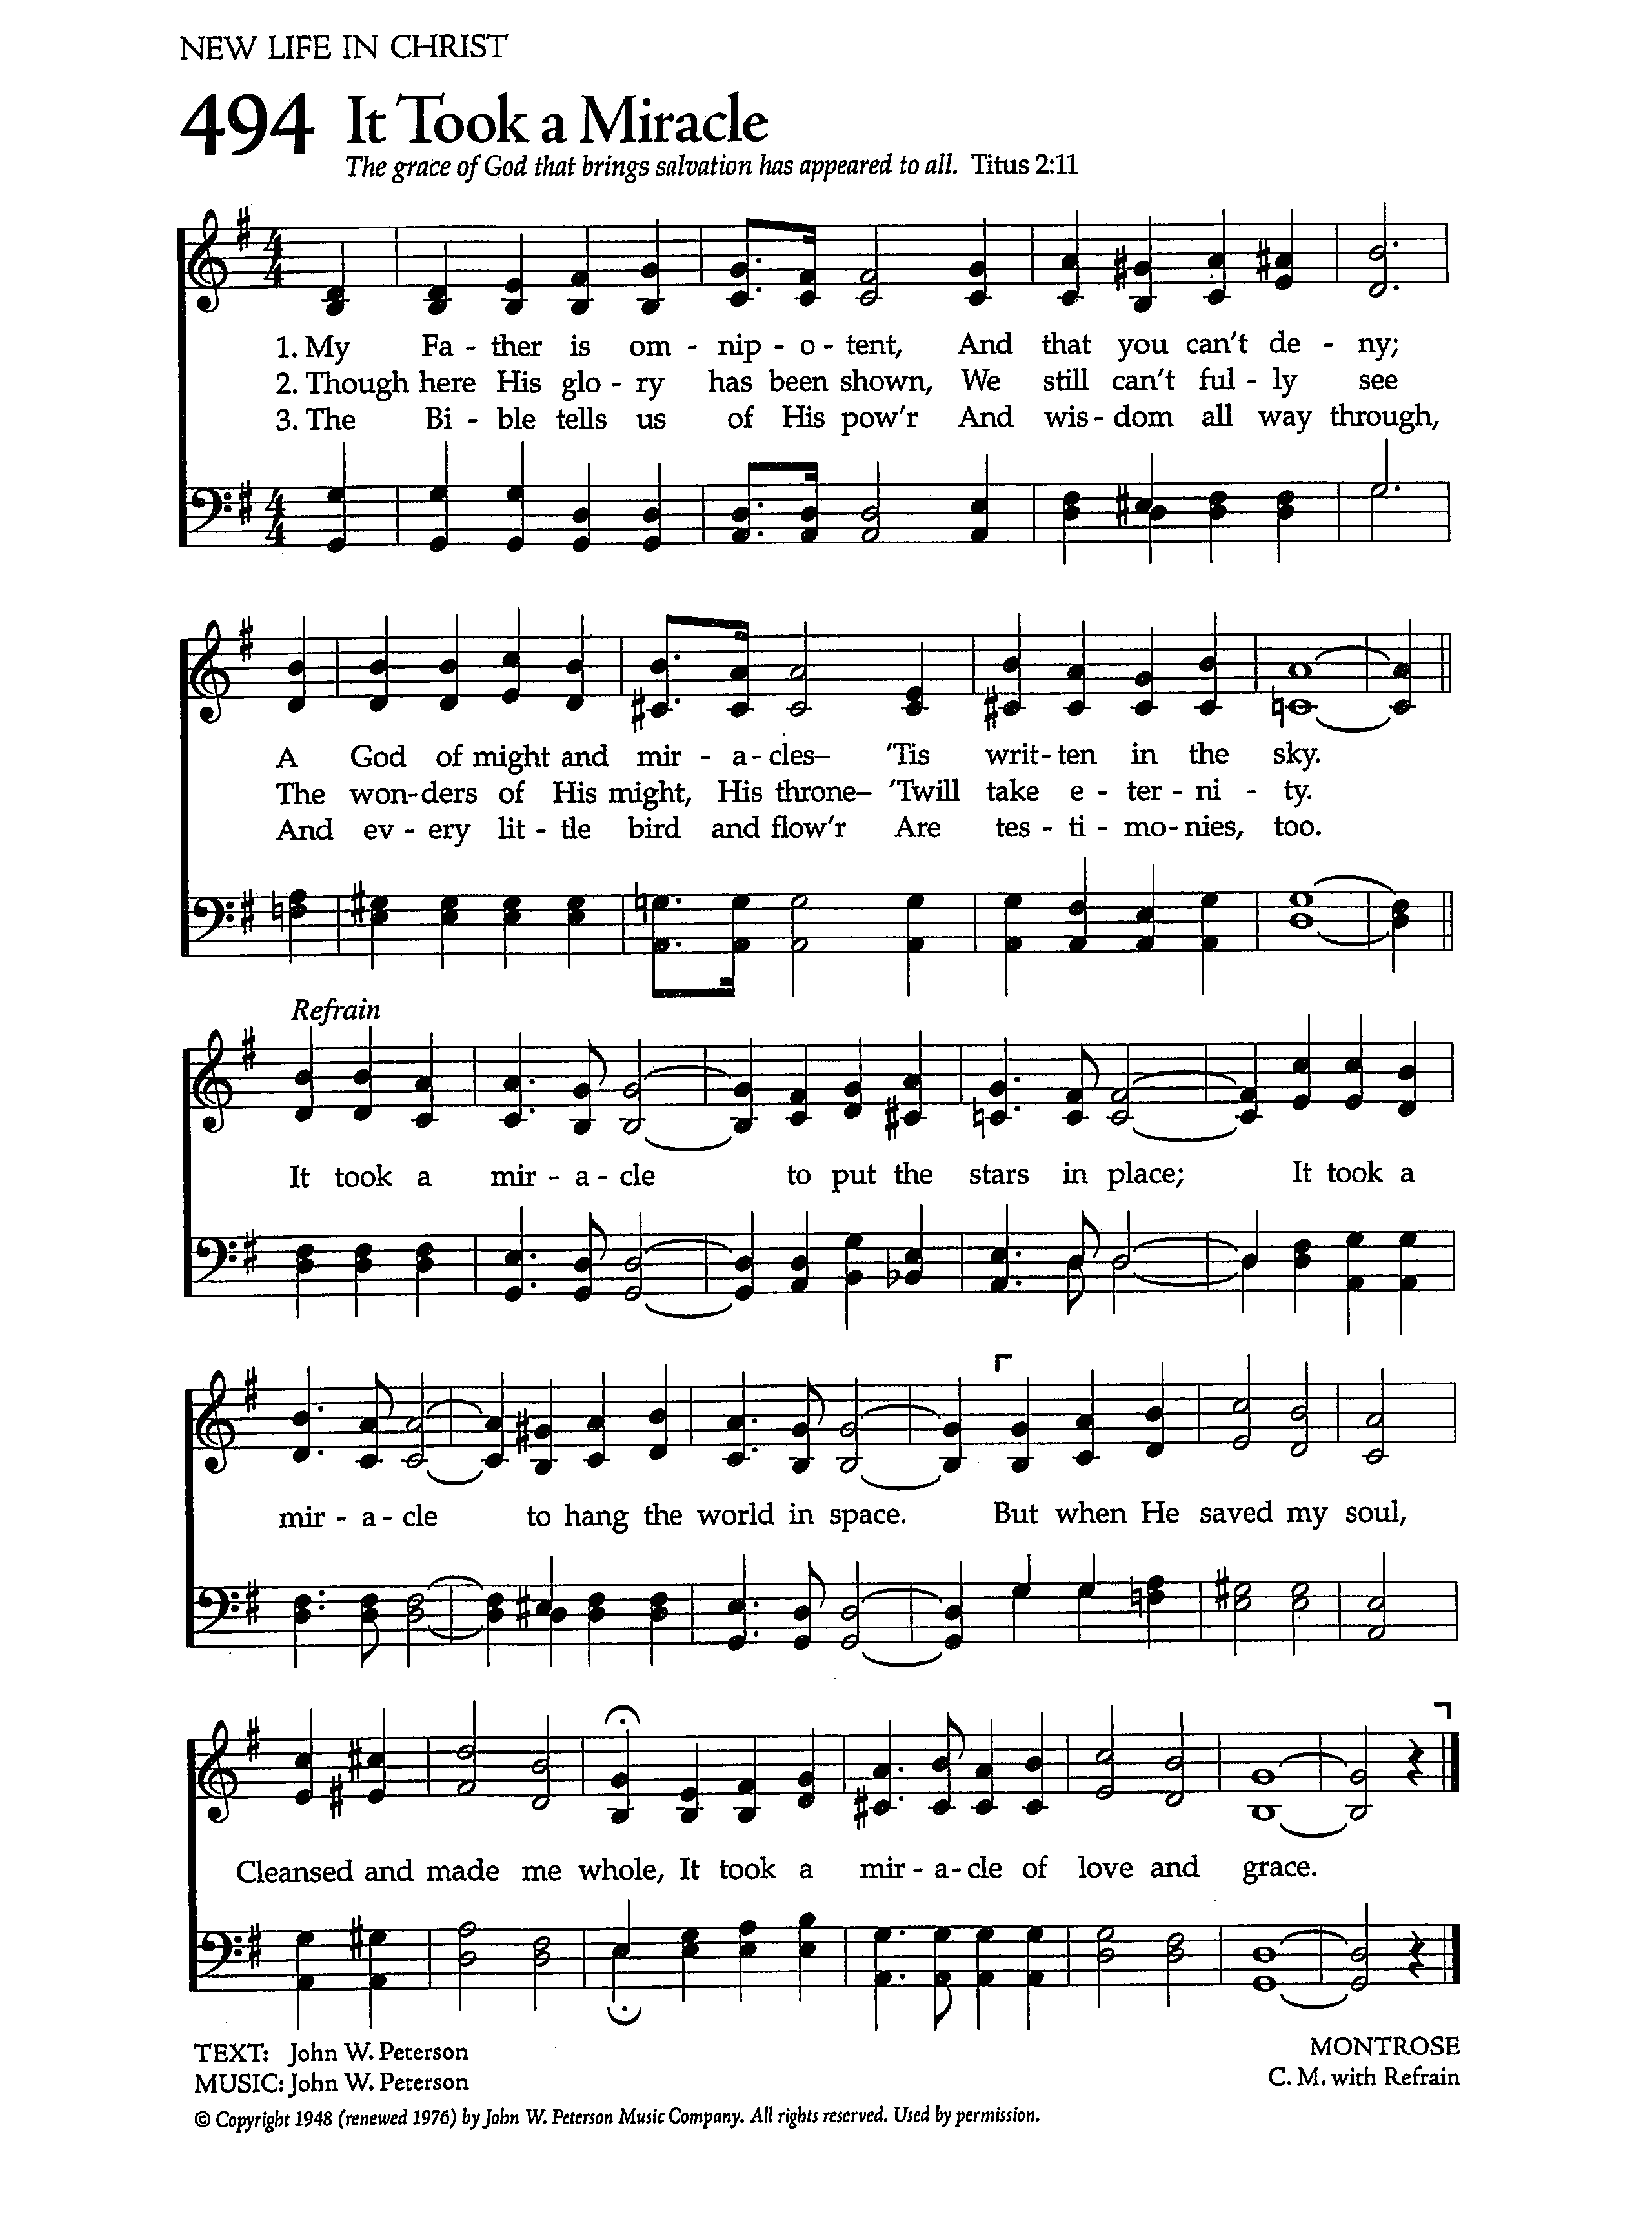 NEW LIFE IN CHRIST
494 It Took a Miracle
The grace of God that brings salvation has appeared to all. Titus 2:11
4 4
1. My Fa - ther is om - nip - o - tent, And that you can't de - ny;
2. Though here His glo - ry has been shown, We still can't ful - ly see
3. The Bi - ble tells us of His pow'r And wis - dom all way through,
4 4
A God of might and mir - a - cles– 'Tis writ - ten in the sky.
The won - ders of His might, His throne– 'Twill take e - ter - ni - ty.
And ev - ery lit - tle bird and flow'r Are tes - ti - mo - nies, too.
Refrain
It took a mir - a - cle to put the stars in place; It took a
mir - a - cle to hang the world in space. But when He saved my soul,
Cleansed and made me whole, It took a mir - a - cle of love and grace.
TEXT: John W. Peterson
MUSIC: John W. Peterson
MONTROSE
C. M. with Refrain
© Copyright 1948 (renewed 1976) by John W. Peterson Music Company. All rights reserved. Used by permission.